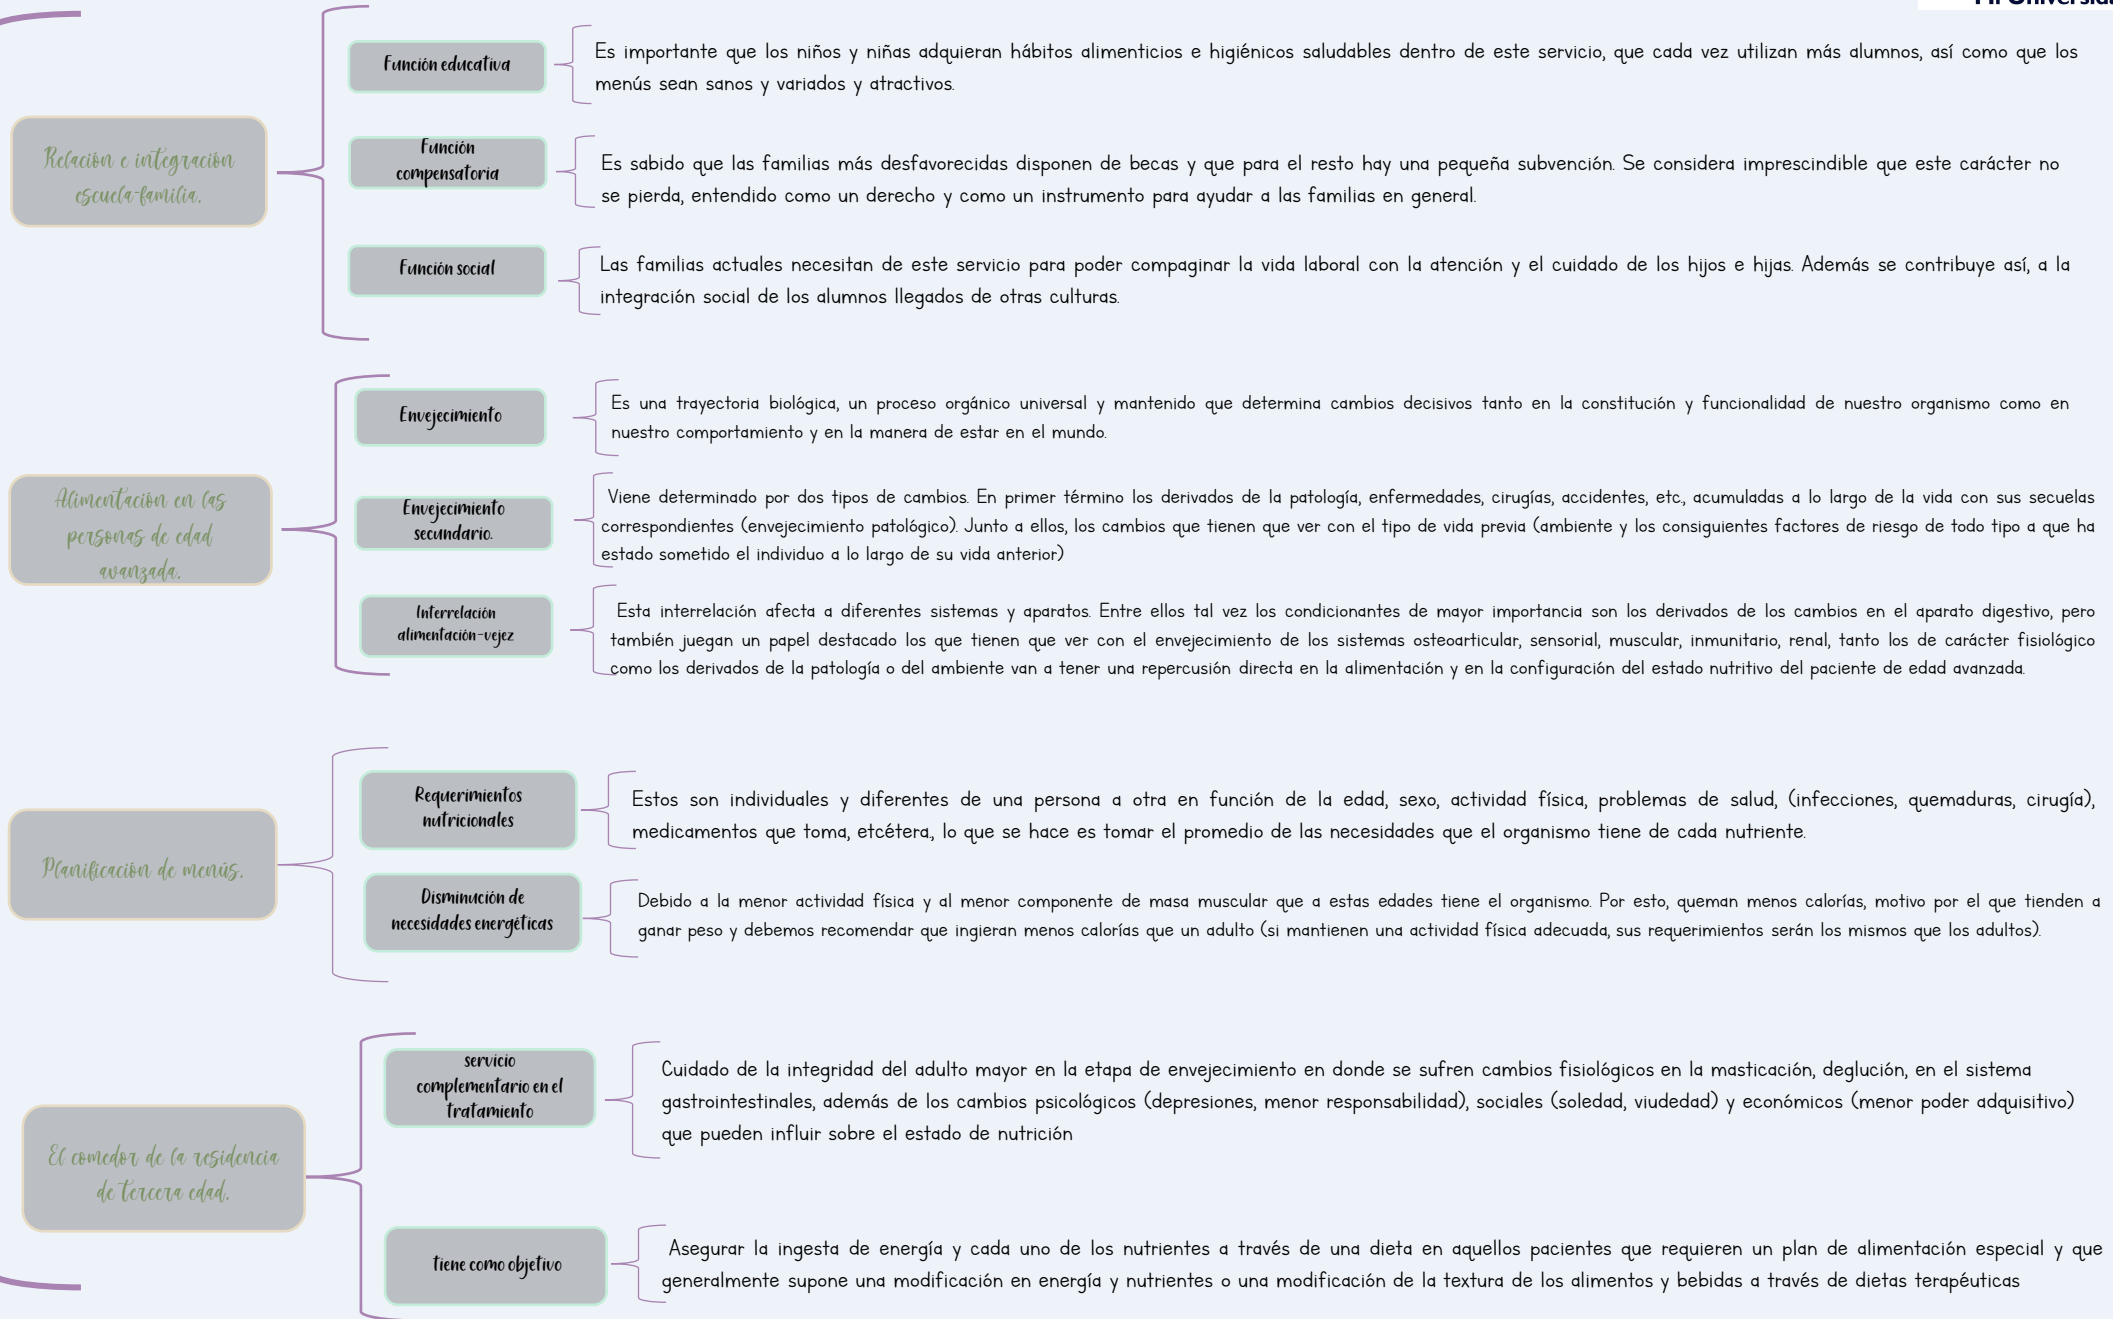 Relación e integración
escuela-familia.
Función educativa
Es importante que los niños y niñas adquieran hábitos alimenticios e higiénicos saludables dentro de este servicio, que cada vez utilizan más alumnos, así como que los
menús sean sanos y variados y atractivos.
Función
compensatoria
Es sabido que las familias más desfavorecidas disponen de becas y que para el resto hay una pequeña subvención. Se considera imprescindible que este carácter no
se pierda, entendido como un derecho y como un instrumento para ayudar a las familias en general.
Función social
Las familias actuales necesitan de este servicio para poder compaginar la vida laboral con la atención y el cuidado de los hijos e hijas. Además se contribuye así, a la
integración social de los alumnos llegados de otras culturas.
Alimentación en las
personas de edad
avanzada.
Envejecimiento
Es una trayectoria biológica, un proceso orgánico universal y mantenido que determina cambios decisivos tanto en la constitución y funcionalidad de nuestro organismo como en
nuestro comportamiento y en la manera de estar en el mundo.
Envejecimiento
secundario.
Viene determinado por dos tipos de cambios. En primer término los derivados de la patología, enfermedades, cirugías, accidentes, etc., acumuladas a lo largo de la vida con sus secuelas
correspondientes (envejecimiento patológico). Junto a ellos, los cambios que tienen que ver con el tipo de vida previa (ambiente y los consiguientes factores de riesgo de todo tipo a que ha
estado sometido el individuo a lo largo de su vida anterior)
Interrelación
alimentación-vejez
Esta interrelación afecta a diferentes sistemas y aparatos. Entre ellos tal vez los condicionantes de mayor importancia son los derivados de los cambios en el aparato digestivo, pero
también juegan un papel destacado los que tienen que ver con el envejecimiento de los sistemas osteoarticular, sensorial, muscular, inmunitario, renal, tanto los de carácter fisiológico
como los derivados de la patología o del ambiente van a tener una repercusión directa en la alimentación y en la configuración del estado nutritivo del paciente de edad avanzada.
Planificación de menús.
Requerimientos
nutricionales
Estos son individuales y diferentes de una persona a otra en función de la edad, sexo, actividad física, problemas de salud, (infecciones, quemaduras, cirugía),
medicamentos que toma, etcétera., lo que se hace es tomar el promedio de las necesidades que el organismo tiene de cada nutriente.
Disminución de
necesidades energéticas
Debido a la menor actividad física y al menor componente de masa muscular que a estas edades tiene el organismo. Por esto, queman menos calorías, motivo por el que tienden a
ganar peso y debemos recomendar que ingieran menos calorías que un adulto (si mantienen una actividad física adecuada, sus requerimientos serán los mismos que los adultos).
El comedor de la residencia
de tercera edad.
servicio
complementario en el
tratamiento
Cuidado de la integridad del adulto mayor en la etapa de envejecimiento en donde se sufren cambios fisiológicos en la masticación, deglución, en el sistema
gastrointestinales, además de los cambios psicológicos (depresiones, menor responsabilidad), sociales (soledad, viudedad) y económicos (menor poder adquisitivo)
que pueden influir sobre el estado de nutrición
tiene como objetivo
Asegurar la ingesta de energía y cada uno de los nutrientes a través de una dieta en aquellos pacientes que requieren un plan de alimentación especial y que
generalmente supone una modificación en energía y nutrientes o una modificación de la textura de los alimentos y bebidas a través de dietas terapéuticas